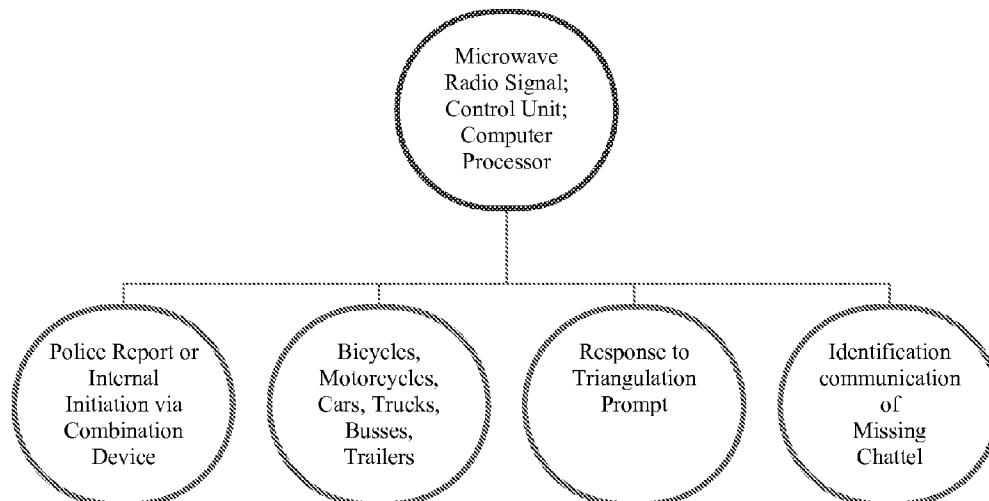 Microwave
Radio Signal;
Control Unit;
Computer
Processor
Police Report or
Internal
Initiation via
Combination
Device
Bicycles,
Motorcycles,
Cars, Trucks,
Busses,
Trailers
Response to
Triangulation
Prompt
Identification
communication
of
Missing
Chattel